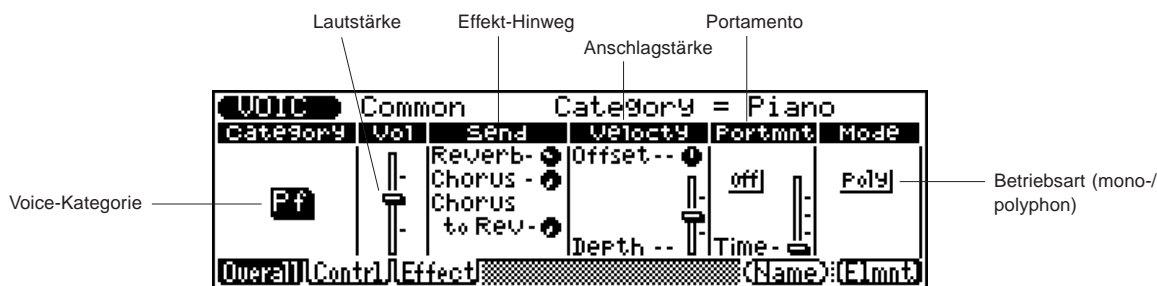 Lautstärke Effekt-Hinweg Portamento
Anschlagstärke
VOIC Common Category = Piano
Category Vol Send Velocty Portmnt Mode
Reverb- Offset --
Chorus - Off Poly
Pf Chorus
to Rev-
Depth -- Time-
Overall Contrl Effect (Name) (Elmnt)
Voice-Kategorie
Betriebsart (mono-/
polyphon)